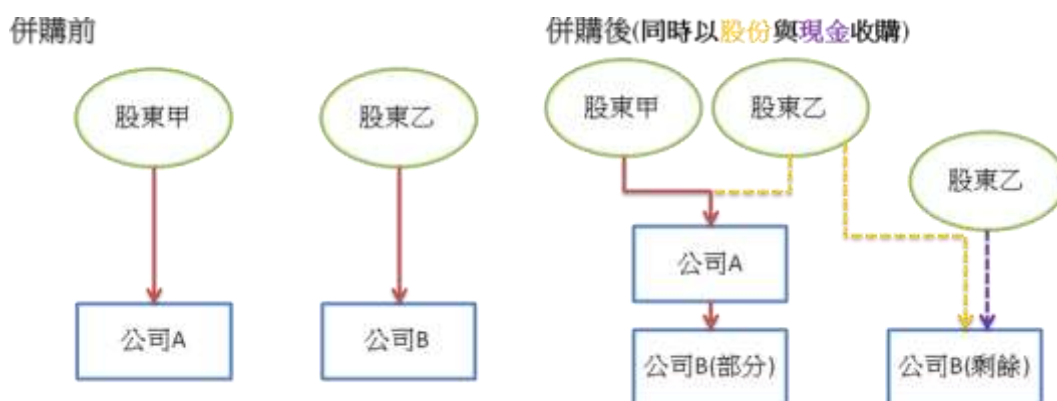 併購前
股東甲
股東乙
公司A
公司B
併購後(同時以股份與現金收購)
股東甲
股東乙
股東乙
公司A
公司B(部分)
公司B(剩餘)